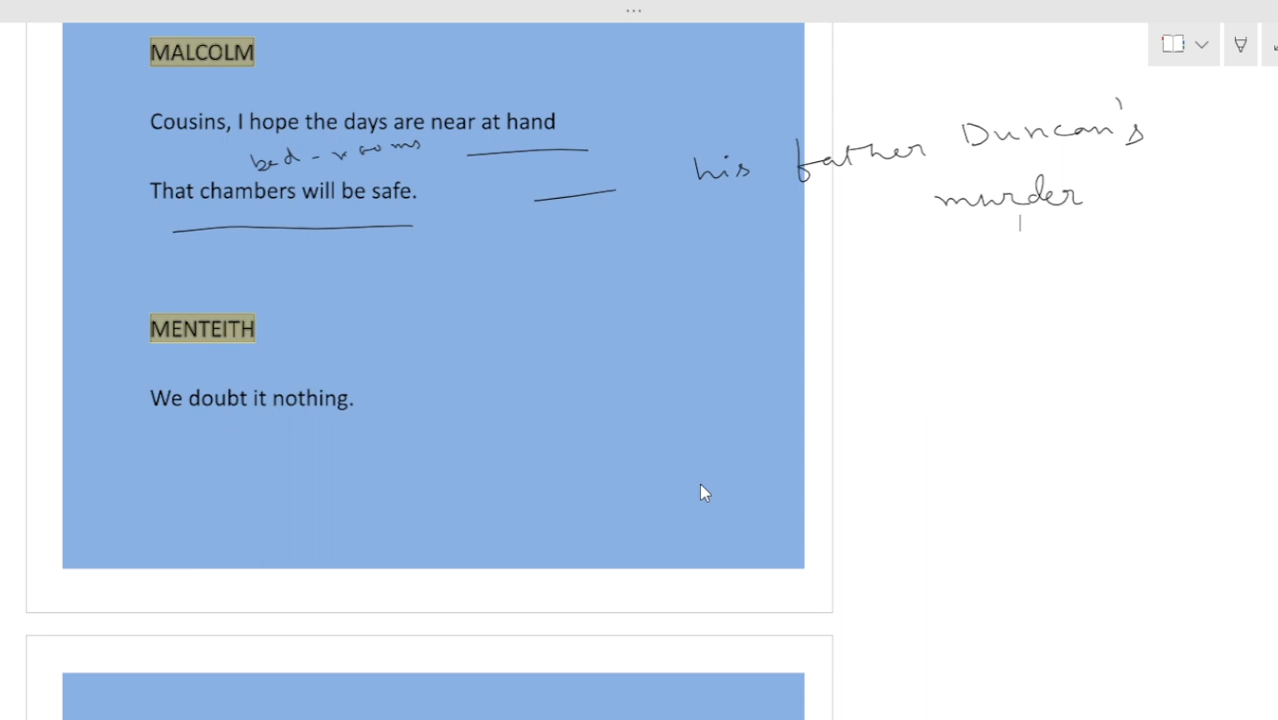 MALCOLM
Cousins, I hope the days are near at hand
bed-rooms
That chambers will be safe.
his father Duncan's
murder
MENTEITH
We doubt it nothing.